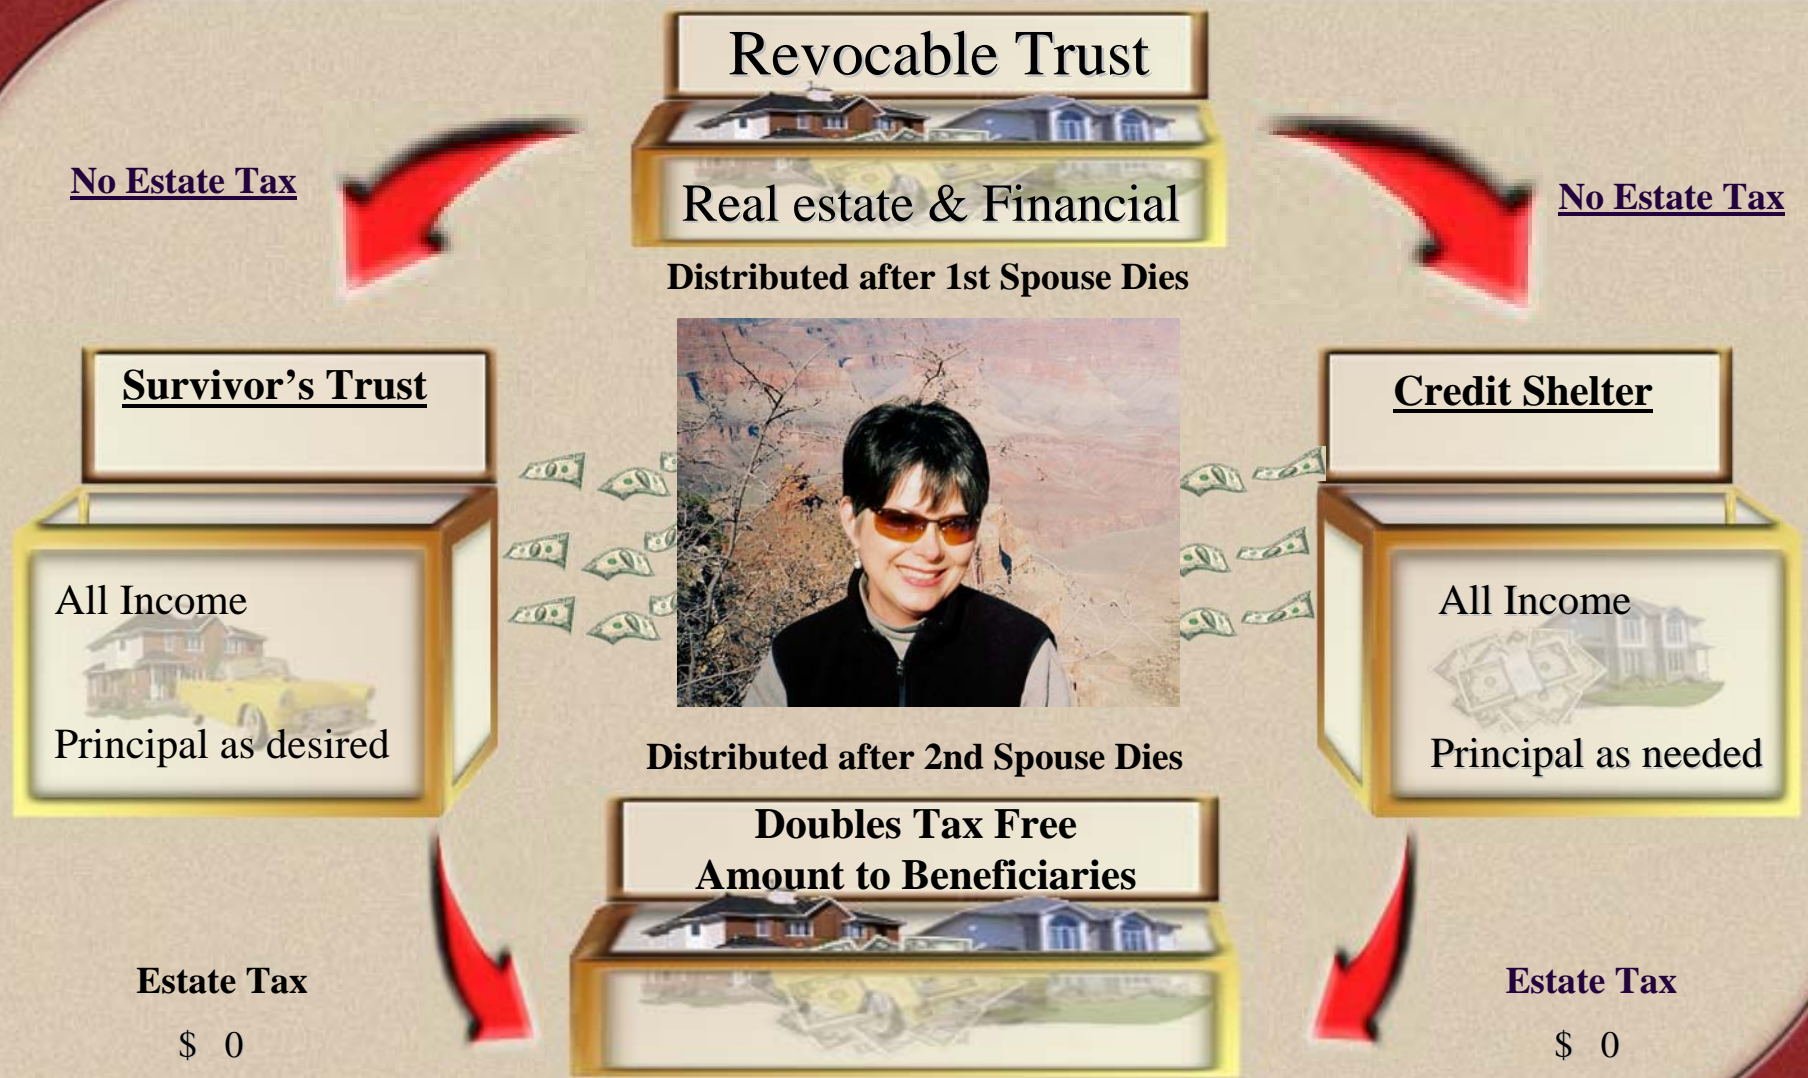 Revocable Trust
Real estate & Financial
No Estate Tax
No Estate Tax
Distributed after 1st Spouse Dies
Survivor’s Trust
Credit Shelter
All Income
Principal as desired
All Income
Principal as needed
Distributed after 2nd Spouse Dies
Doubles Tax Free
Amount to Beneficiaries
Estate Tax
$ 0
Estate Tax
$ 0